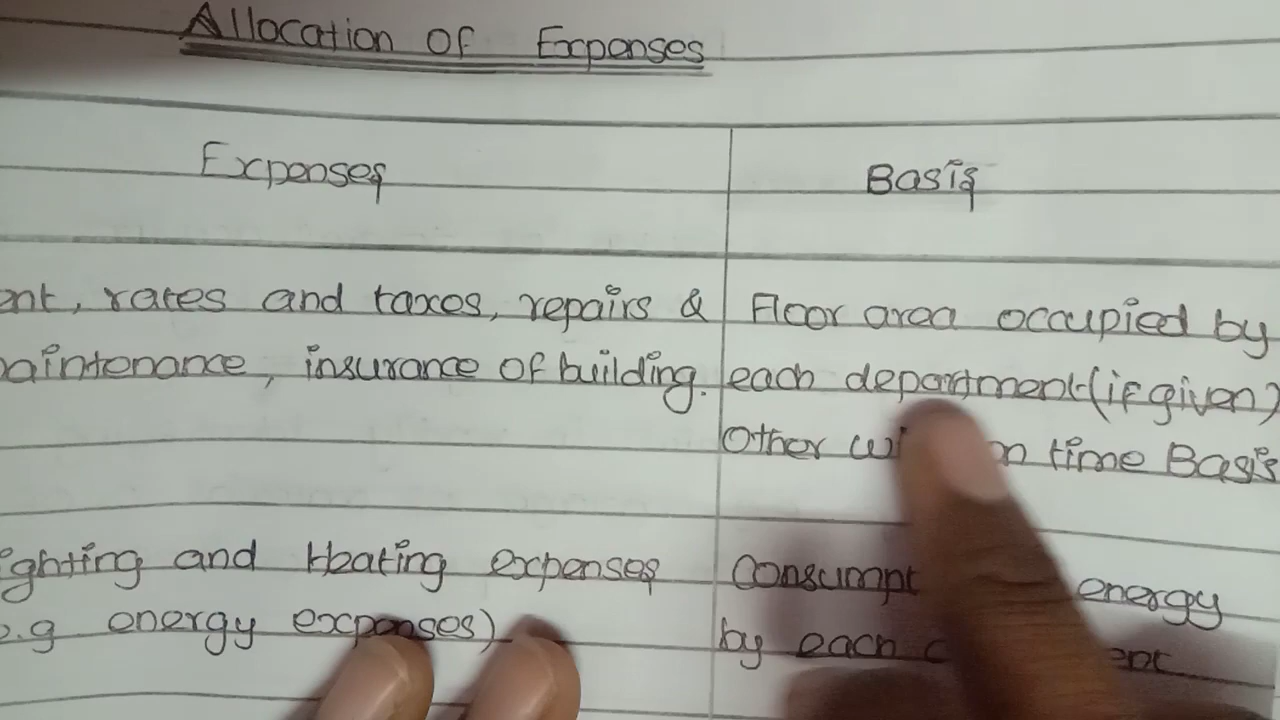 Allocation of Expenses
Expenses Basis
ent, rates and taxes, repairs & Floor area occupied by
aintenance, insurance of building. each department (if given)
Other on time Basis
ighting and Heating expenses energy
e.g energy expenses) by each